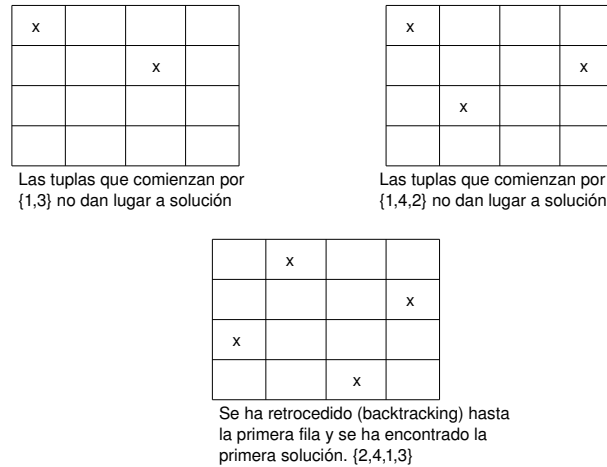 x
x
Las tuplas que comienzan por
{1,3} no dan lugar a solución
x
x
x
Las tuplas que comienzan por
{1,4,2} no dan lugar a solución
x
x
x
x
Se ha retrocedido (backtracking) hasta
la primera fila y se ha encontrado la
primera solución. {2,4,1,3}